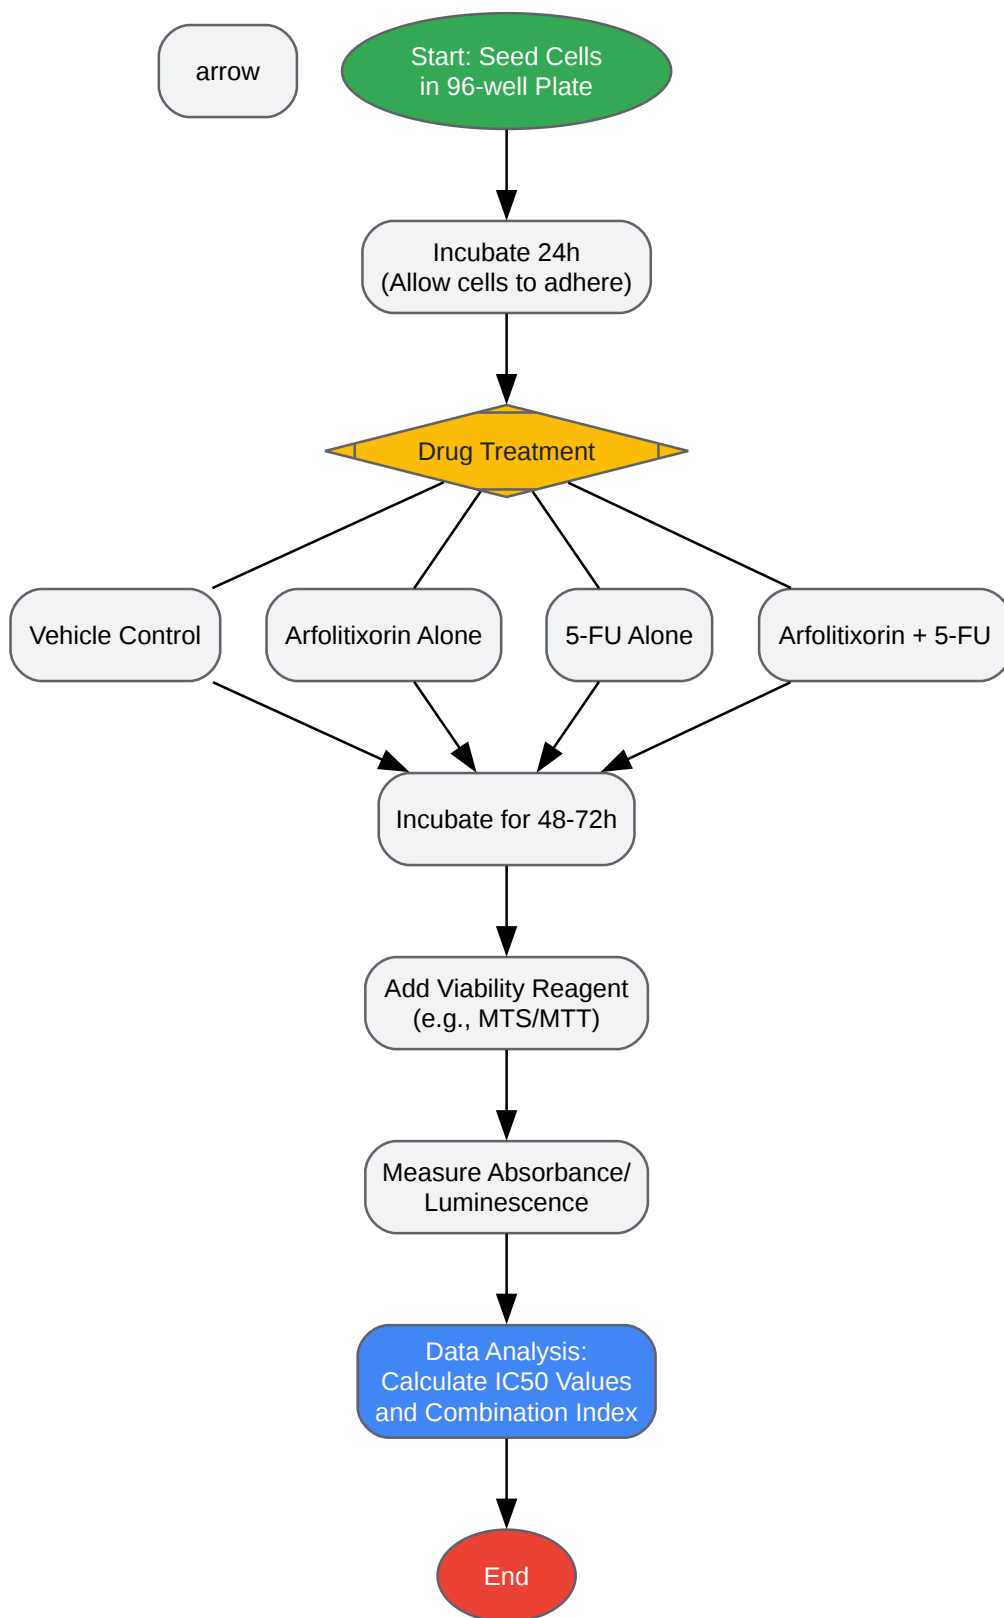 arrow
Start: Seed Cells
in 96-well Plate
Incubate 24h
(Allow cells to adhere)
Drug Treatment
Vehicle Control
Arfolitixorin Alone
5-FU Alone
Arfolitixorin + 5-FU
Incubate for 48-72h
Add Viability Reagent
(e.g., MTS/MTT)
Measure Absorbance/
Luminescence
Data Analysis:
Calculate IC50 Values
and Combination Index
End